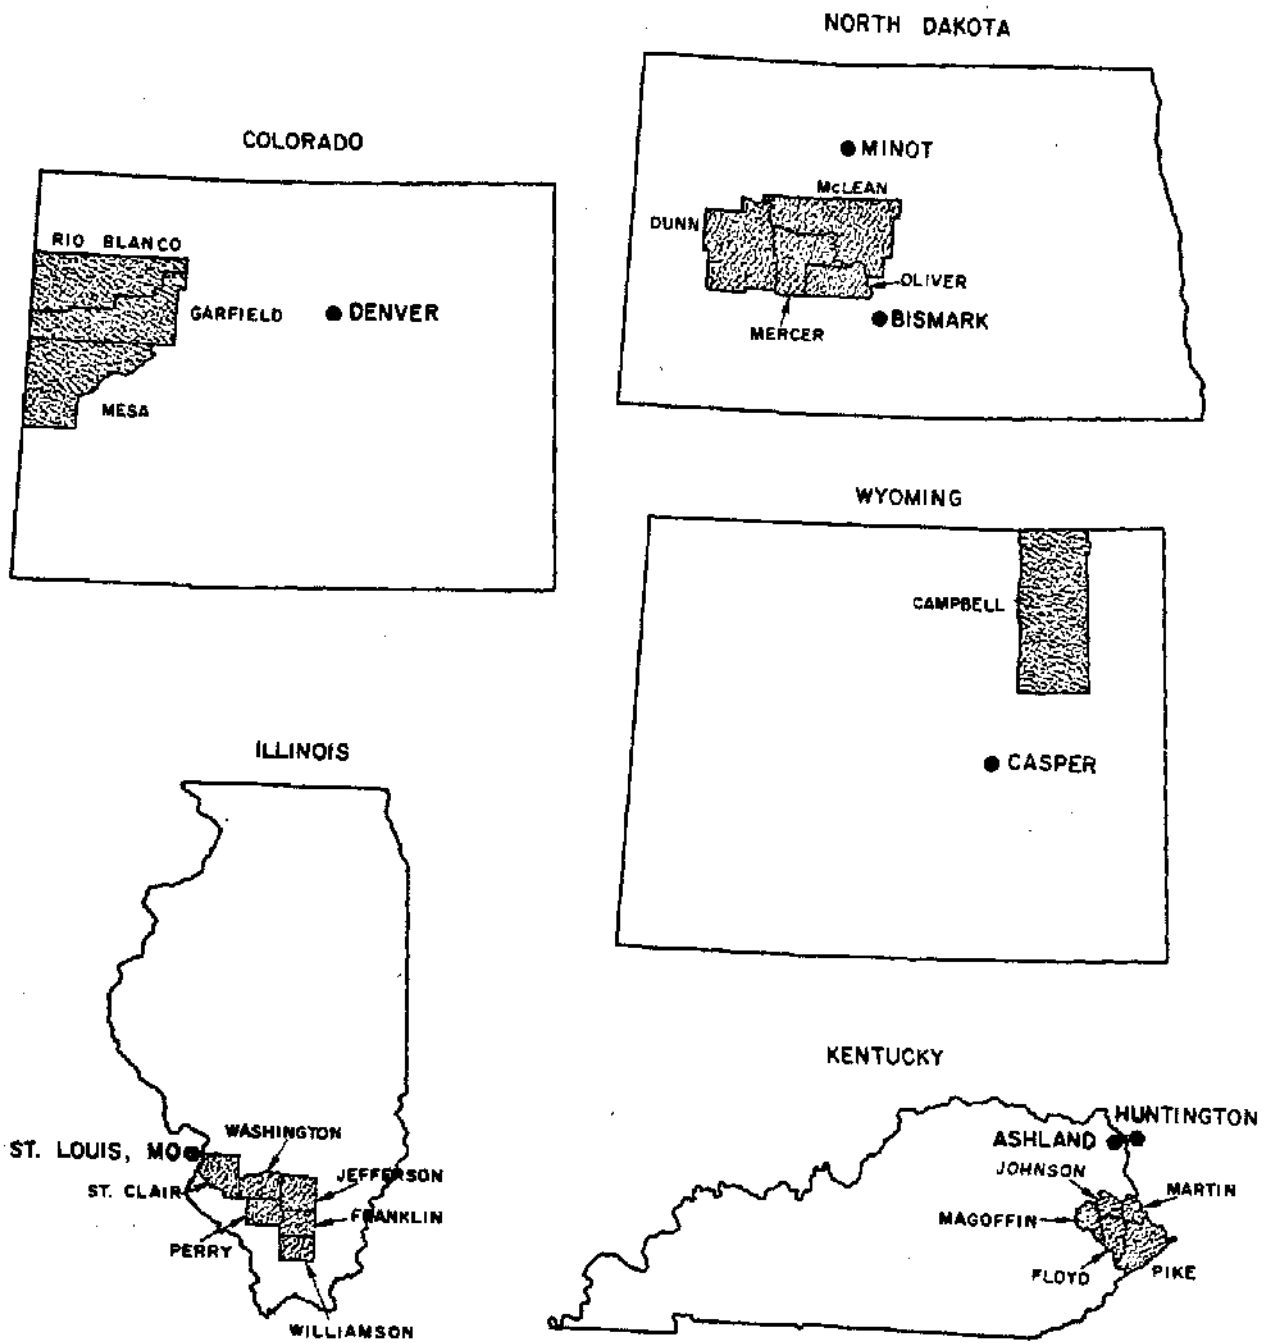 NORTH DAKOTA
MINOT
McLEAN
DUNN
OLIVER
MERCER
BISMARK
COLORADO
RIO BLANCO
GARFIELD
DENVER
MESA
WYOMING
CAMPBELL
CASPER
ILLINOIS
WASHINGTON
ST. LOUIS, MO
JEFFERSON
ST. CLAIR
FRANKLIN
PERRY
WILLIAMSON
KENTUCKY
HUNTINGTON
ASHLAND
JOHNSON
MARTIN
MAGOFFIN
FLOYD
PIKE